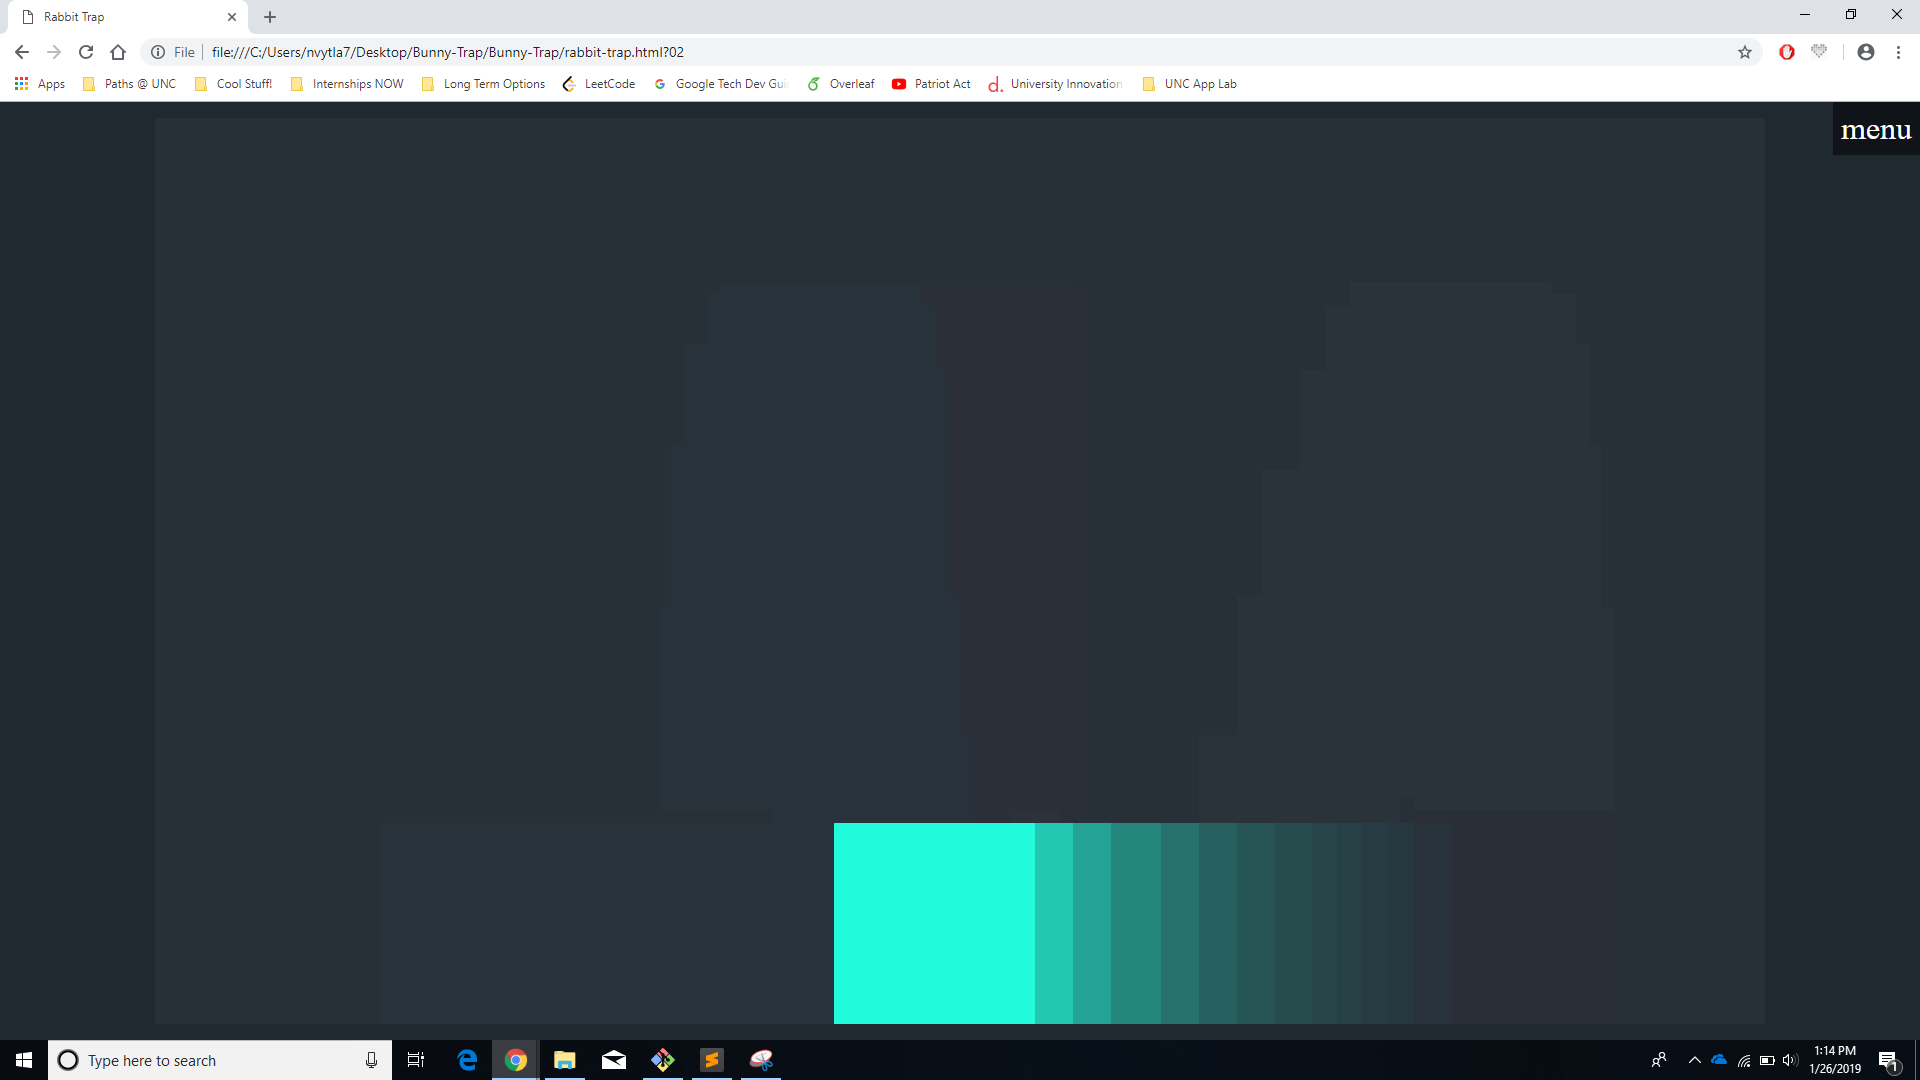 Rabbit Trap
File file:///C:/Users/nvytla7/Desktop/Bunny-Trap/Bunny-Trap/rabbit-trap.html?02
Apps Paths @ UNC Cool Stuff! Internships NOW Long Term Options LeetCode Google Tech Dev Gui Overleaf Patriot Act d. University Innovation UNC App Lab
menu
Type here to search
1:14 PM
1/26/2019
1